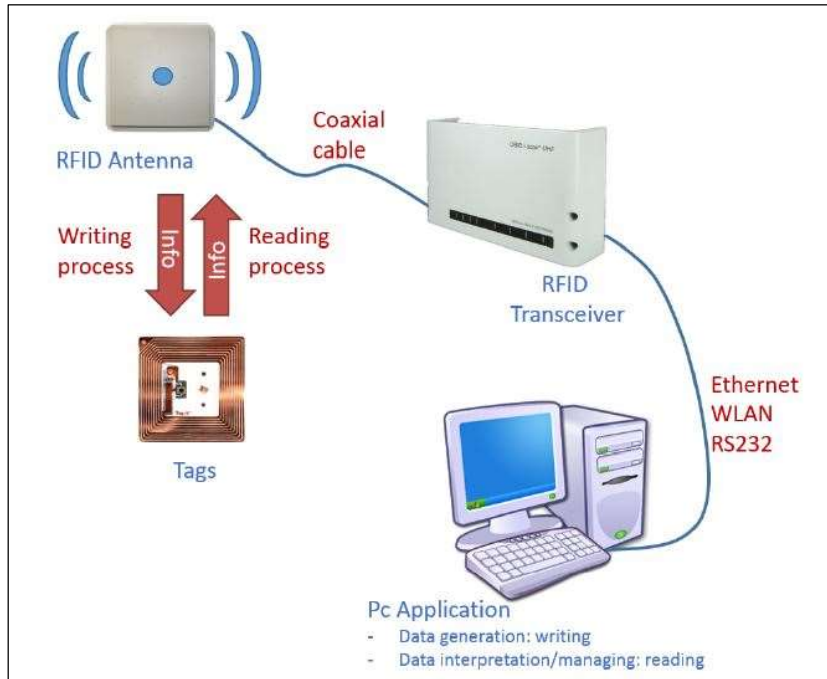 RFID Antenna
Coaxial
cable
Writing
process
Info
Info
Reading
process
RFID
Transceiver
Tags
Ethernet
WLAN
RS232
Pc Application
- Data generation: writing
- Data interpretation/managing: reading